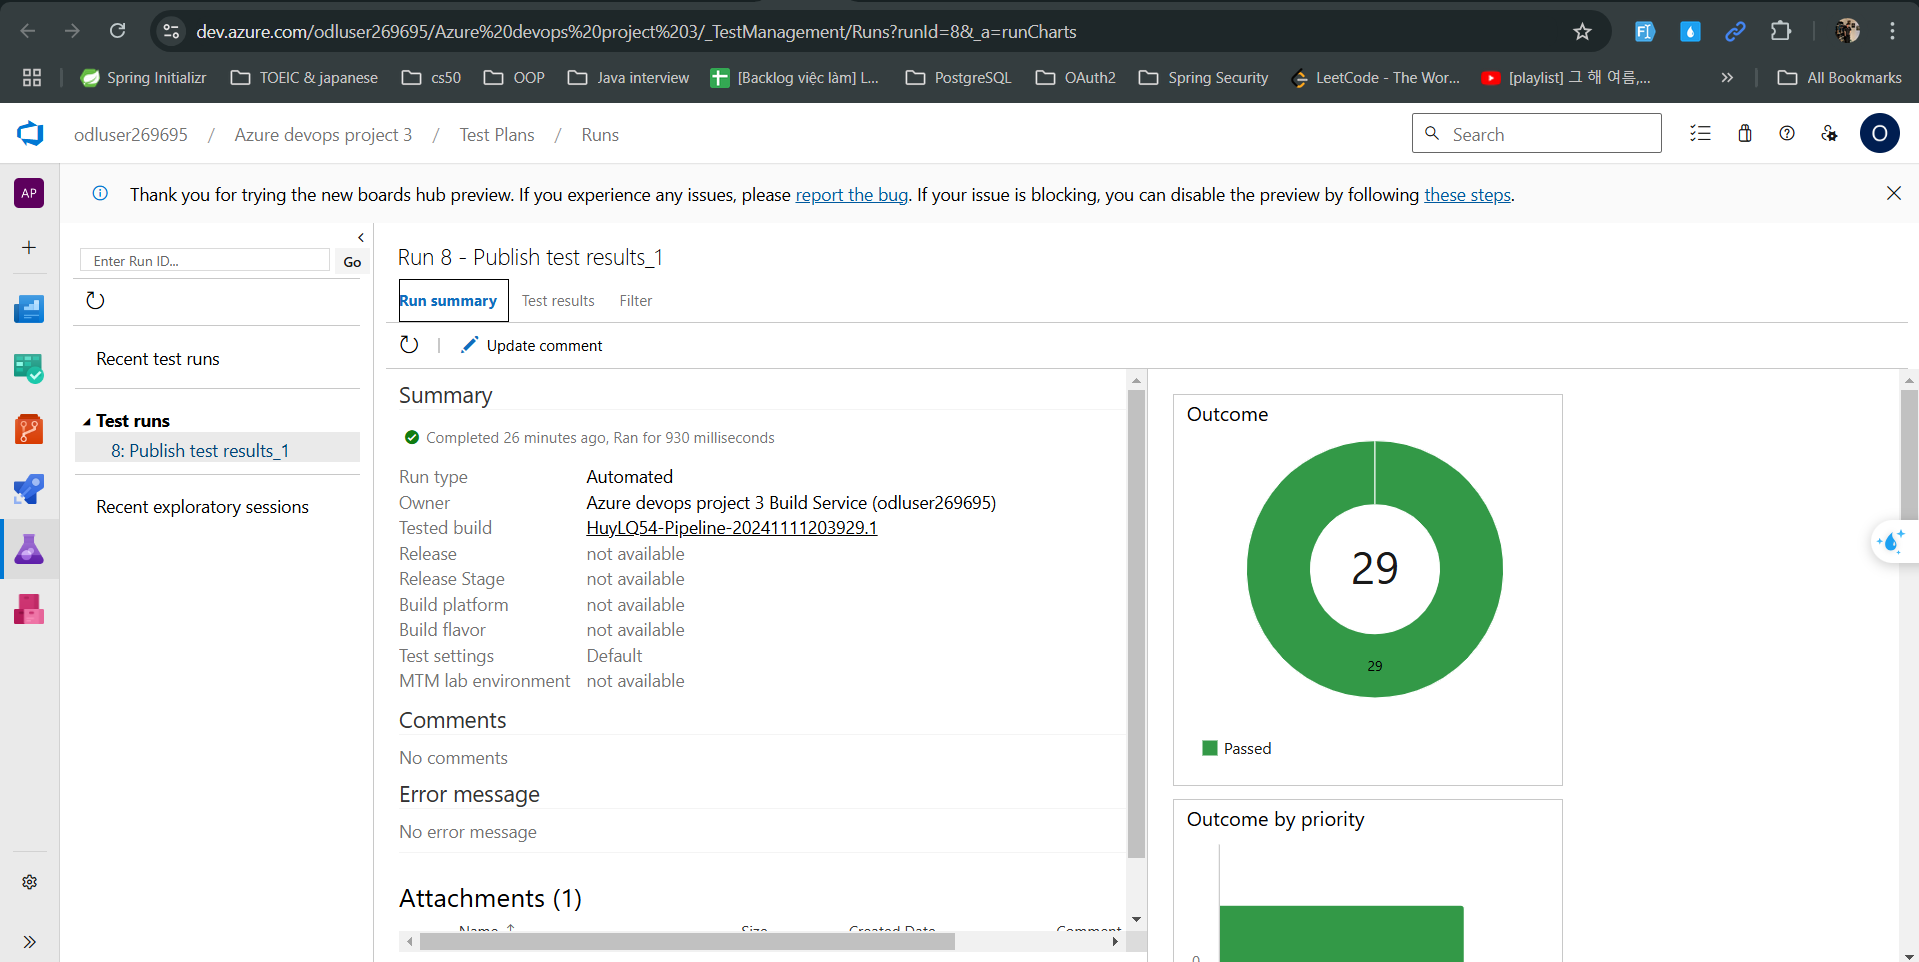 dev.azure.com/odluser269695/Azure%20devops%20project%203/_TestManagement/Runs?runId=8&_a=runCharts
Spring Initializr TOEIC & japanese cs50 OOP Java interview [Backlog việc làm] L... PostgreSQL OAuth2 Spring Security LeetCode - The Wor... [playlist] 그 해 여름,... All Bookmarks
odluser269695 / Azure devops project 3 / Test Plans / Runs
Search
O
AP
Thank you for trying the new boards hub preview. If you experience any issues, please report the bug. If your issue is blocking, you can disable the preview by following these steps.
Enter Run ID...
Go
Recent test runs
Test runs
8: Publish test results_1
Recent exploratory sessions
Run 8 - Publish test results_1
Run summary Test results Filter
Update comment
Summary
Completed 26 minutes ago, Ran for 930 milliseconds
Run type Automated
Owner Azure devops project 3 Build Service (odluser269695)
Tested build HuyLQ54-Pipeline-20241111203929.1
Release not available
Release Stage not available
Build platform not available
Build flavor not available
Test settings Default
MTM lab environment not available
Comments
No comments
Error message
No error message
Attachments (1)
Name Size Created Date Comment
Outcome
29
29
Passed
Outcome by priority
0